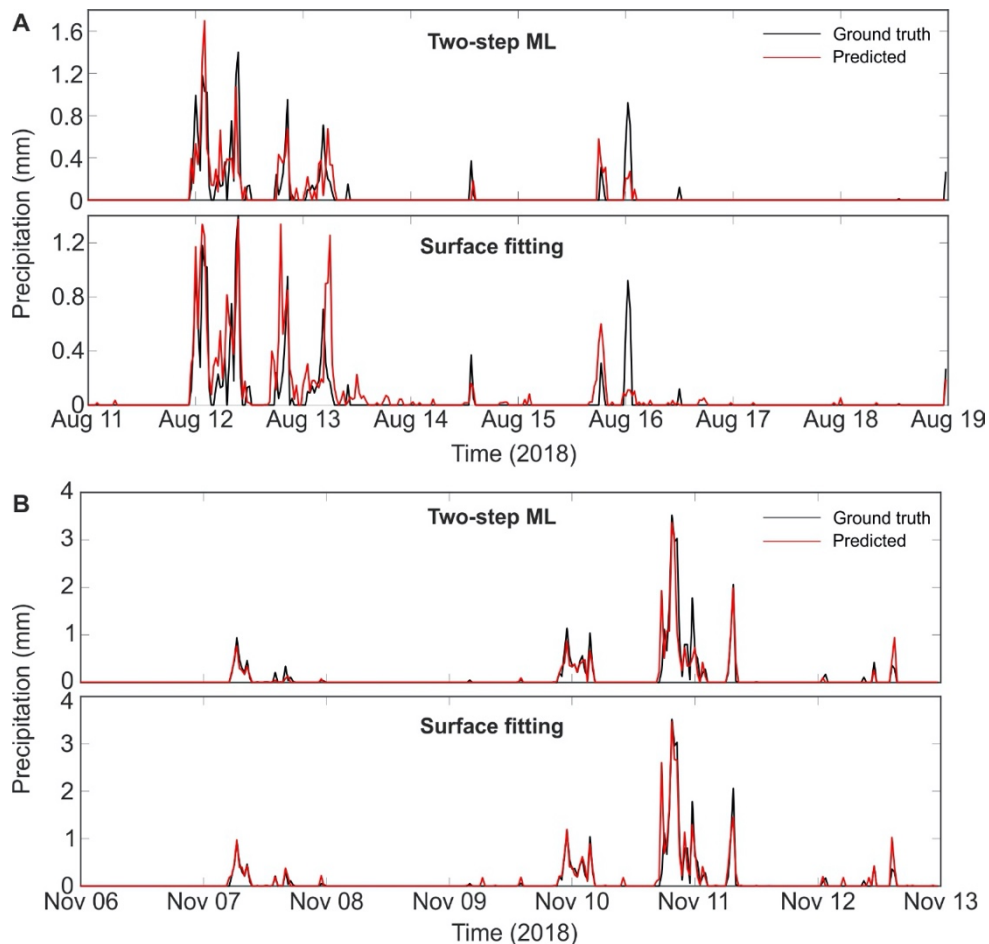 A
Two-step ML
Ground truth
Predicted
1.6
1.2
0.8
0.4
0
Precipitation (mm)
Surface fitting
1.2
0.8
0.4
0
Aug 11 Aug 12 Aug 13 Aug 14 Aug 15 Aug 16 Aug 17 Aug 18 Aug 19
Time (2018)
B
Two-step ML
Ground truth
Predicted
4
3
2
1
0
Precipitation (mm)
Surface fitting
4
3
2
1
0
Nov 06 Nov 07 Nov 08 Nov 09 Nov 10 Nov 11 Nov 12 Nov 13
Time (2018)